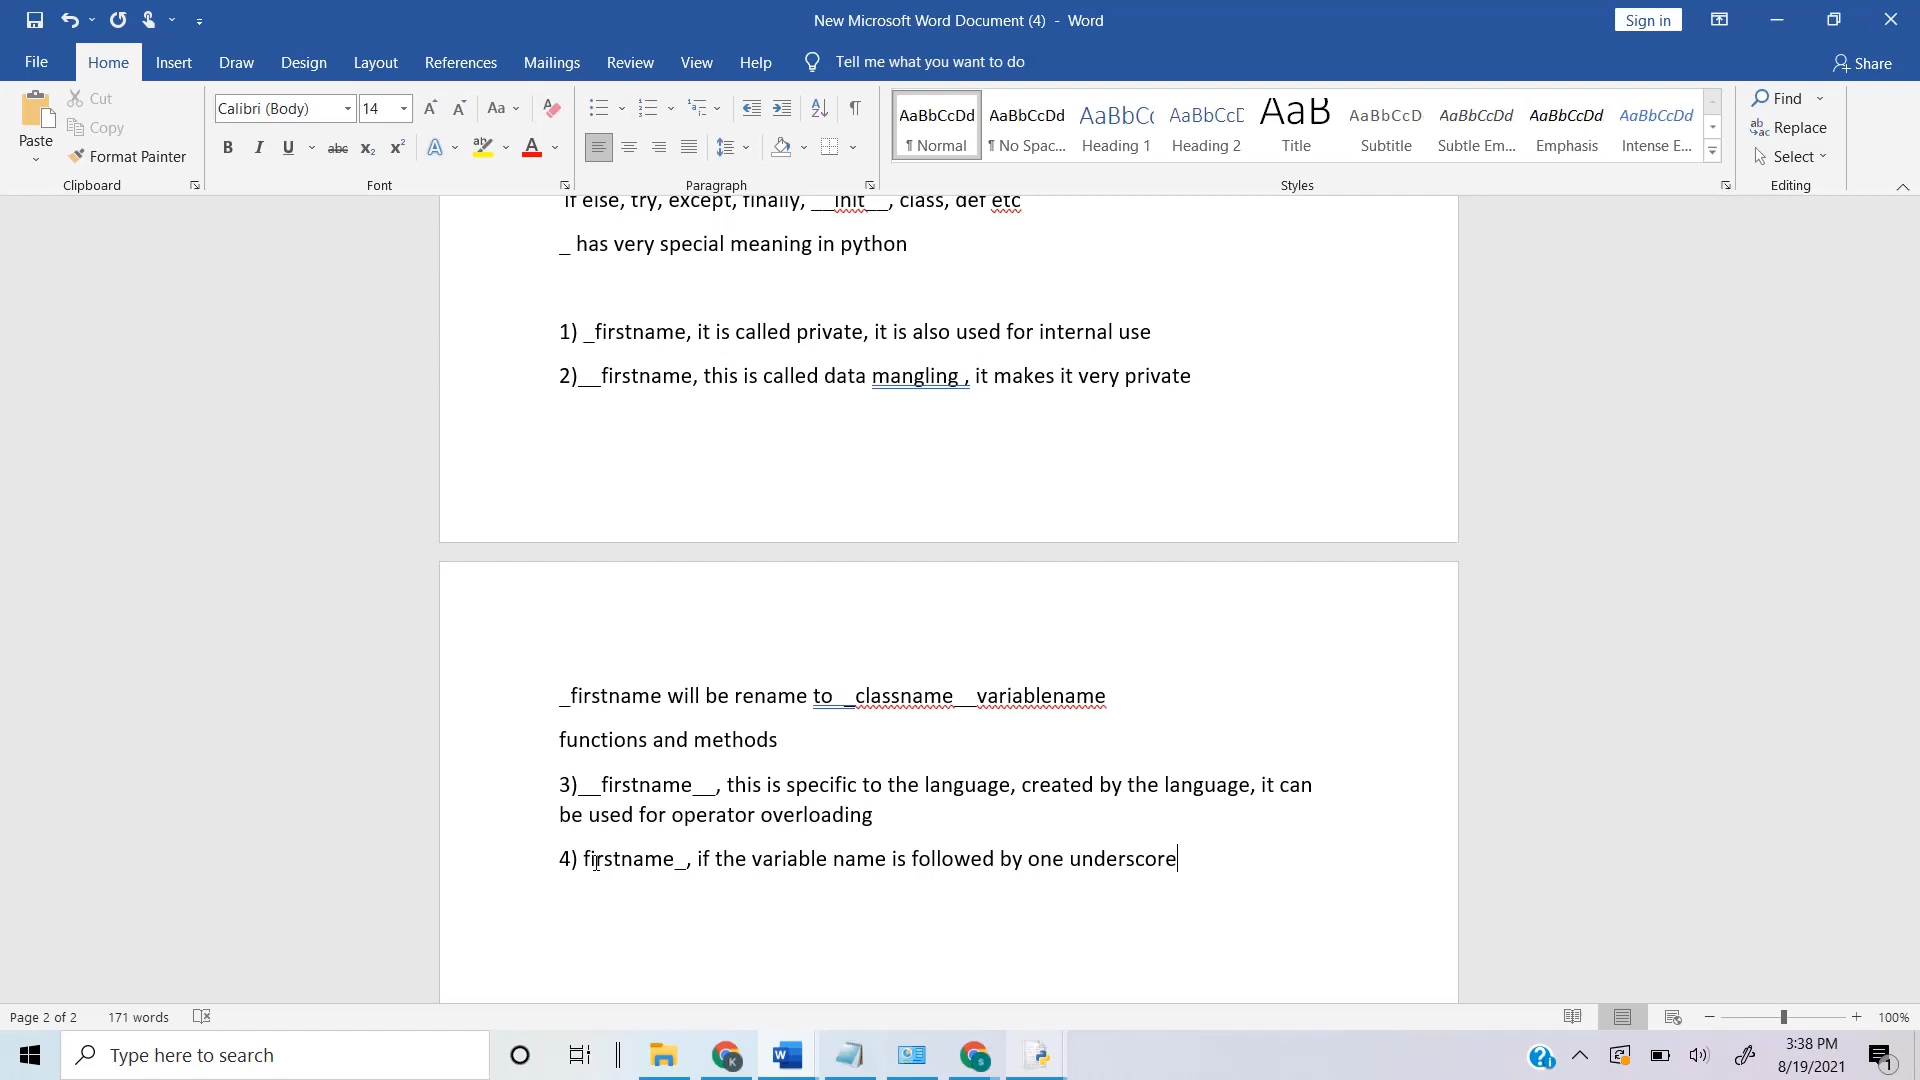 New Microsoft Word Document (4) - Word
Sign in
File Home Insert Draw Design Layout References Mailings Review View Help Tell me what you want to do Share
Paste
Cut
Copy
Format Painter
Clipboard
Calibri (Body) 14
Font
Paragraph
AaBbCcDd AaBbCcDd AaBbCc AaBbCcD AaB AaBbCcD AaBbCcDd AaBbCcDd AaBbCcDd
¶ Normal ¶ No Spac... Heading 1 Heading 2 Title Subtitle Subtle Em... Emphasis Intense E...
Styles
Find
Replace
Select
Editing
if else, try, except, finally, __init__, class, def etc
_ has very special meaning in python
1) _firstname, it is called private, it is also used for internal use
2)__firstname, this is called data mangling , it makes it very private
_firstname will be rename to _classname__variablename
functions and methods
3)__firstname__, this is specific to the language, created by the language, it can
be used for operator overloading
4) firstname_, if the variable name is followed by one underscore
Page 2 of 2 171 words 100%
Type here to search
3:38 PM
8/19/2021
1